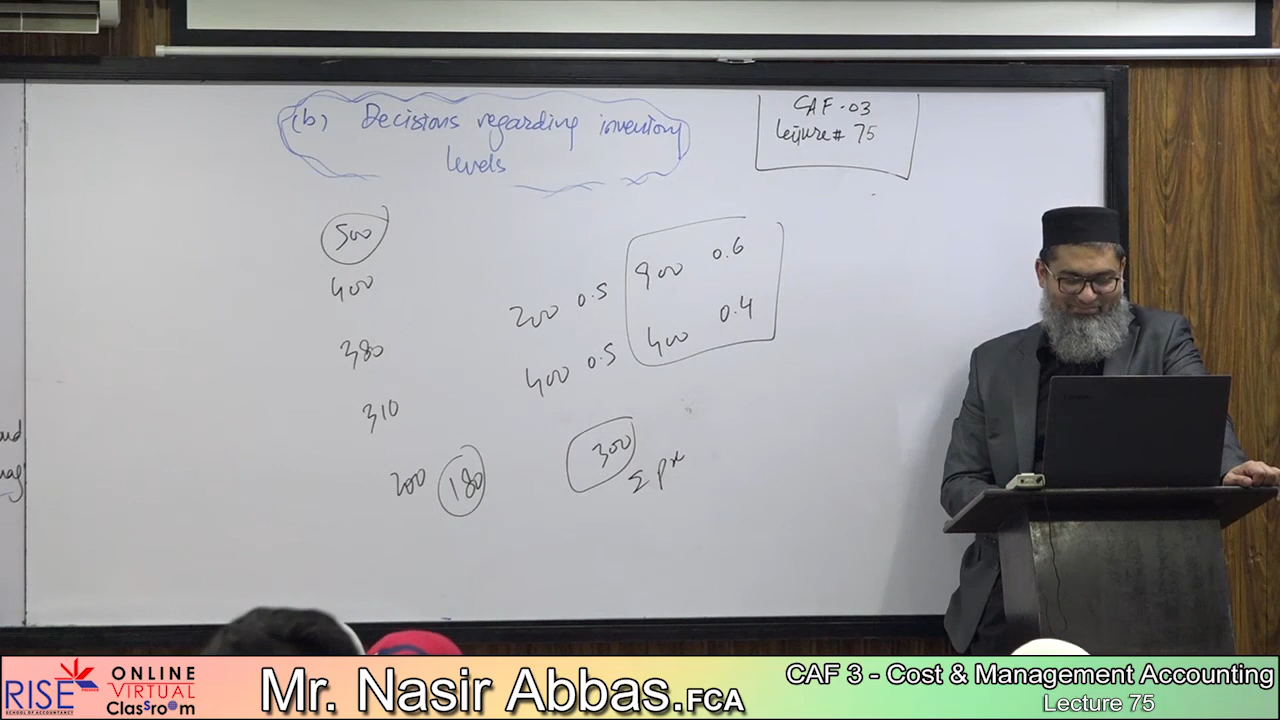 (b) Decisions regarding inventory
levels
CAF-03
Lecture # 75
500
400
380
310
200 180
200 0.5
400 0.5
900 0.6
400 0.4
300
Σ px
RISE
PREMIER
SCHOOL OF ACCOUNTANCY
ONLINE
VIRTUAL
ClaSsroom
Mr. Nasir Abbas.FCA
CAF 3 - Cost & Management Accounting
Lecture 75